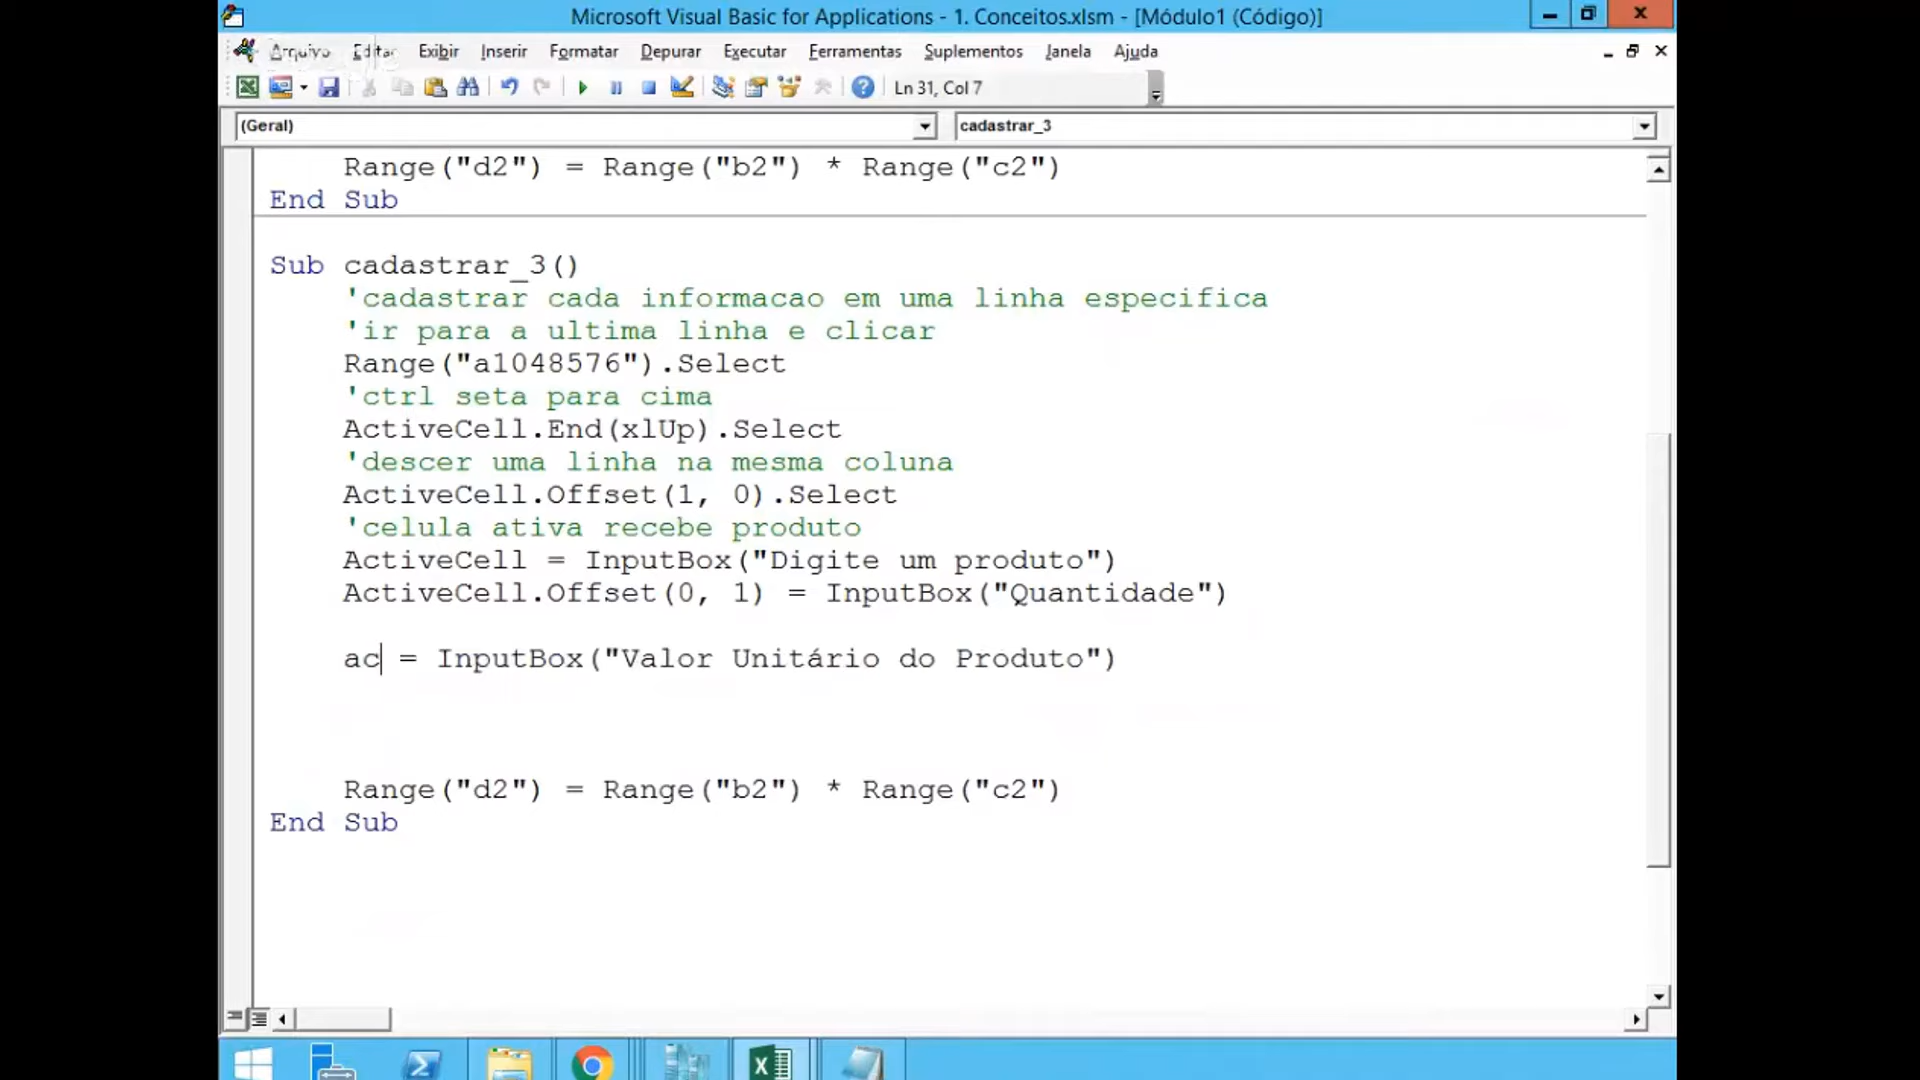 Microsoft Visual Basic for Applications - 1. Conceitos.xlsm - [Módulo1 (Código)]
Arquivo Editar Exibir Inserir Formatar Depurar Executar Ferramentas Suplementos Janela Ajuda
Ln 31, Col 7
(Geral) cadastrar_3
Range("d2") = Range("b2") * Range("c2")
End Sub
Sub cadastrar_3()
'cadastrar cada informacao em uma linha especifica
'ir para a ultima linha e clicar
Range("a1048576").Select
'ctrl seta para cima
ActiveCell.End(xlUp).Select
'descer uma linha na mesma coluna
ActiveCell.Offset(1, 0).Select
'celula ativa recebe produto
ActiveCell = InputBox("Digite um produto")
ActiveCell.Offset(0, 1) = InputBox("Quantidade")
ac = InputBox("Valor Unitário do Produto")
Range("d2") = Range("b2") * Range("c2")
End Sub